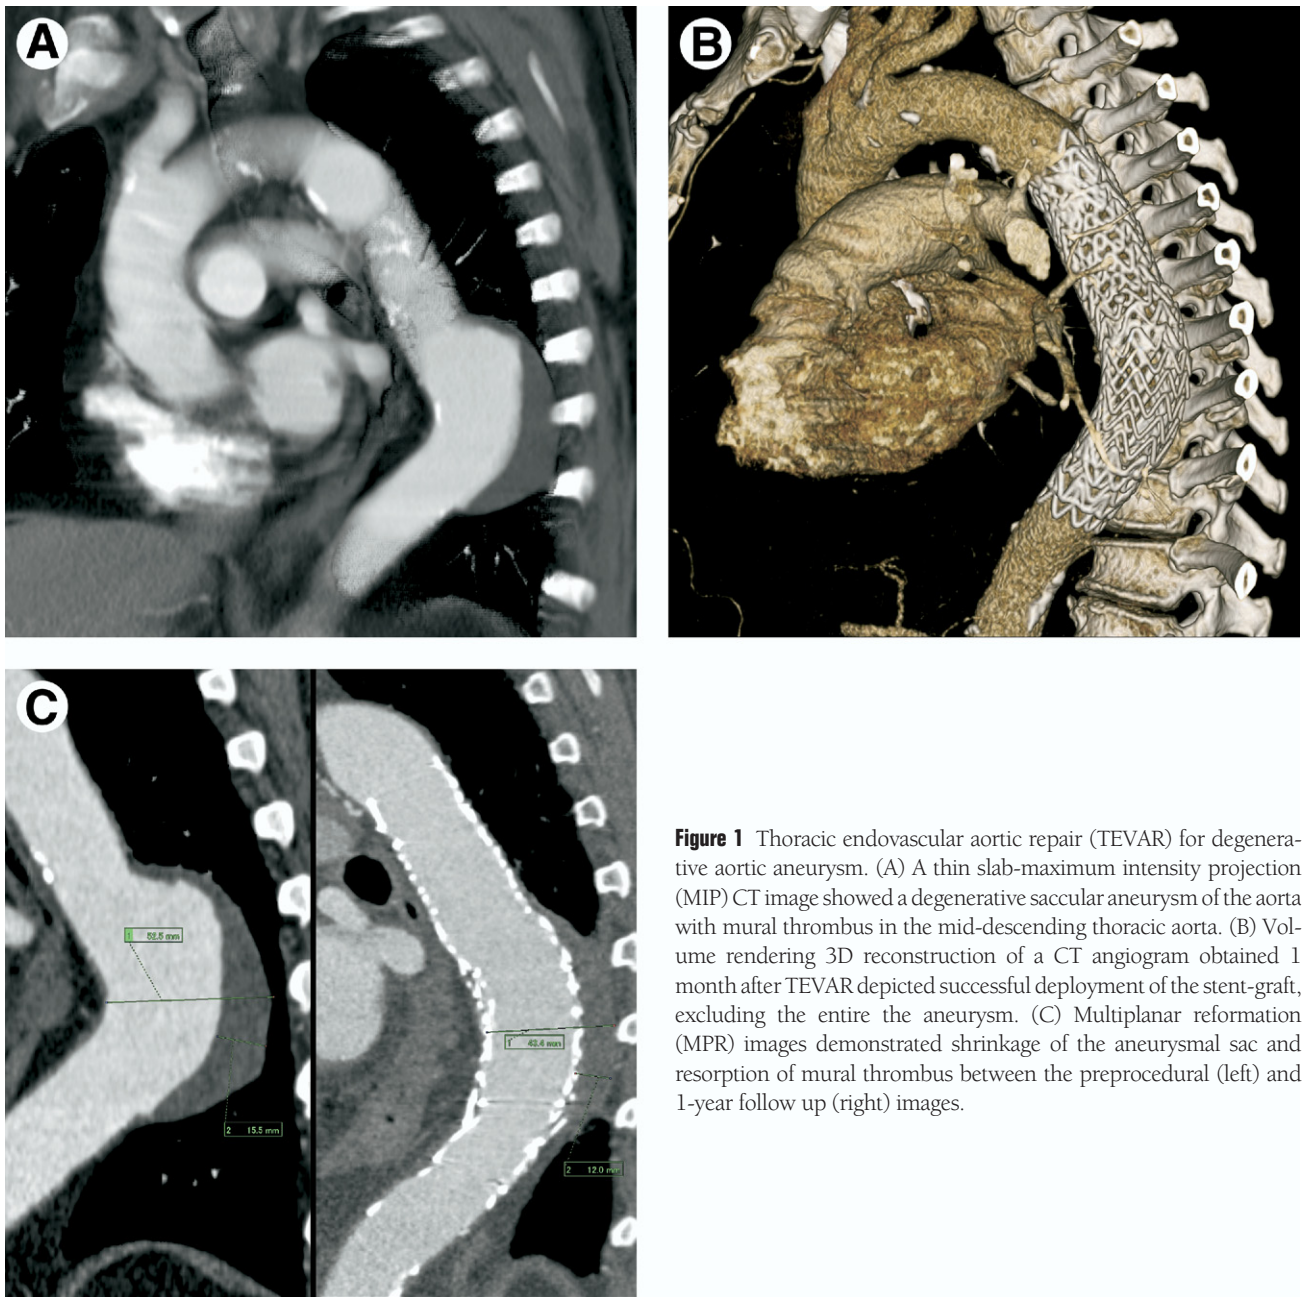 A
B
C
1 52.5 mm
2 15.5 mm
1 43.4 mm
2 12.0 mm
Figure 1 Thoracic endovascular aortic repair (TEVAR) for degenera-
tive aortic aneurysm. (A) A thin slab-maximum intensity projection
(MIP) CT image showed a degenerative saccular aneurysm of the aorta
with mural thrombus in the mid-descending thoracic aorta. (B) Vol-
ume rendering 3D reconstruction of a CT angiogram obtained 1
month after TEVAR depicted successful deployment of the stent-graft,
excluding the entire the aneurysm. (C) Multiplanar reformation
(MPR) images demonstrated shrinkage of the aneurysmal sac and
resorption of mural thrombus between the preprocedural (left) and
1-year follow up (right) images.